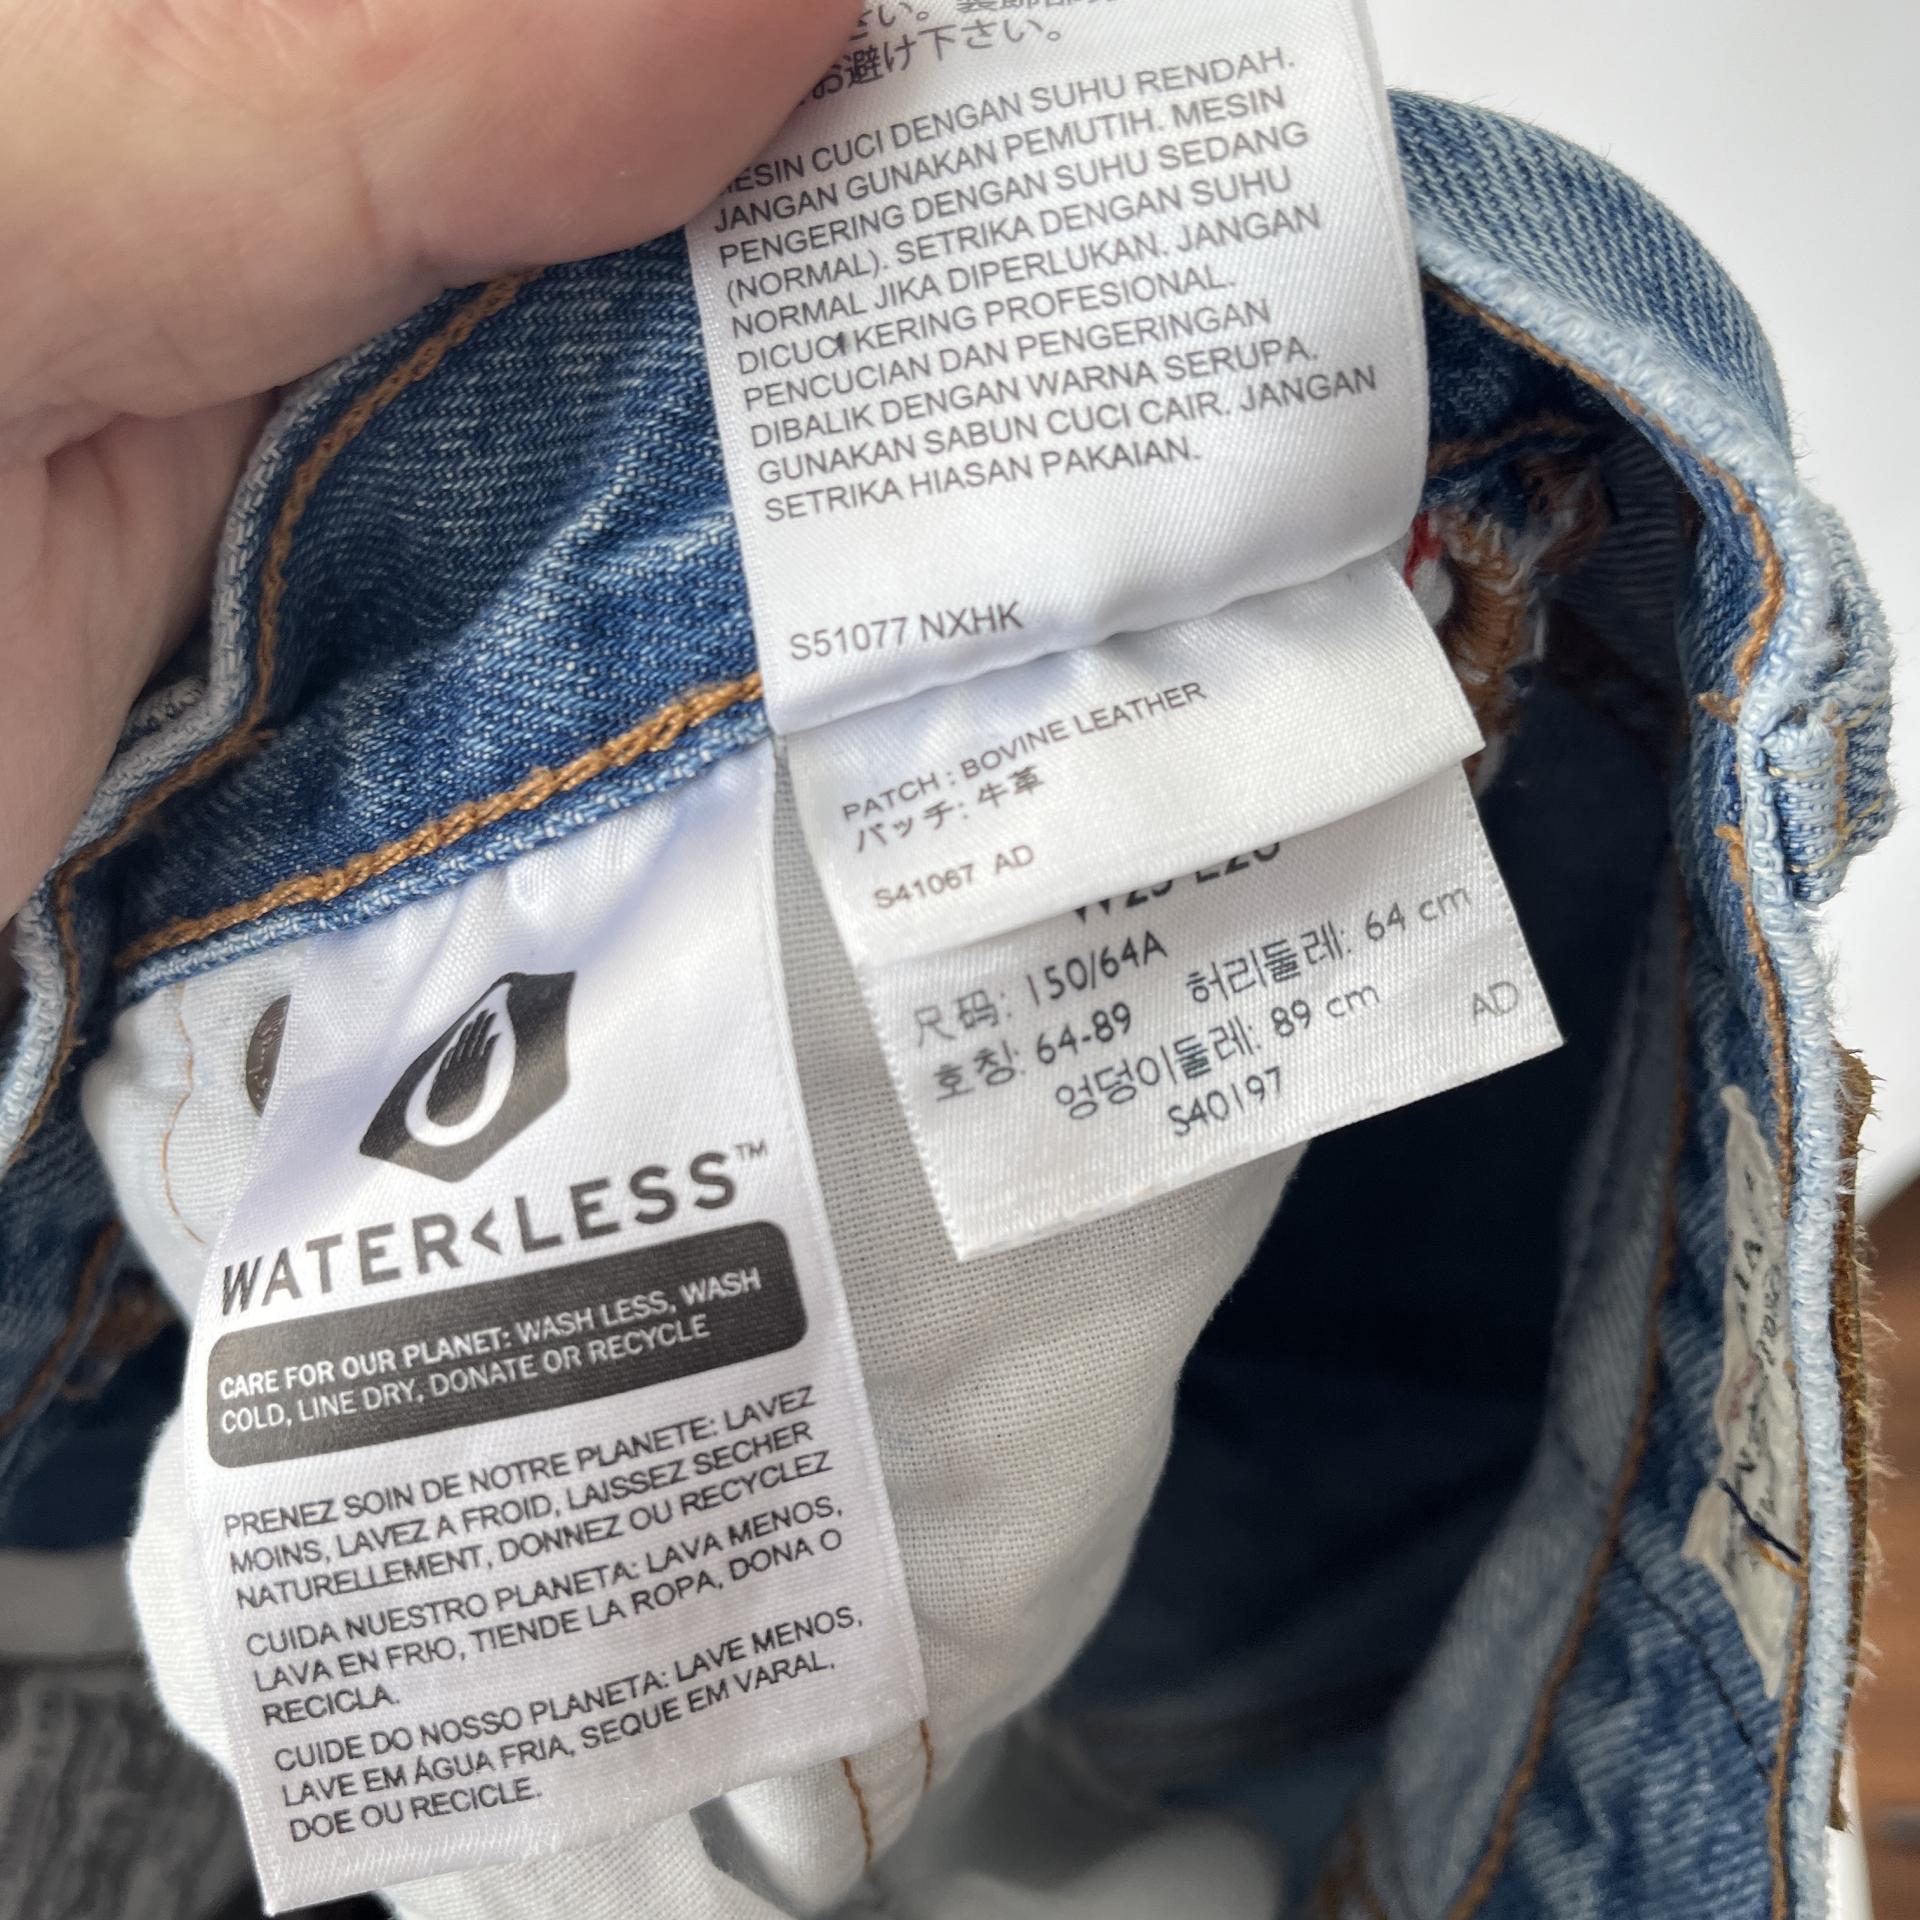 お避け下さい。
MESIN CUCI DENGAN SUHU RENDAH.
JANGAN GUNAKAN PEMUTIH. MESIN
PENGERING DENGAN SUHU SEDANG
(NORMAL). SETRIKA DENGAN SUHU
NORMAL JIKA DIPERLUKAN. JANGAN
DICUCI KERING PROFESIONAL.
PENCUCIAN DAN PENGERINGAN
DIBALIK DENGAN WARNA SERUPA.
GUNAKAN SABUN CUCI CAIR. JANGAN
SETRIKA HIASAN PAKAIAN.
S51077 NXHK
PATCH : BOVINE LEATHER
パッチ: 牛革
S41067 AD
尺码: 150/64A
호칭: 64-89 허리둘레: 64 cm
엉덩이둘레: 89 cm AD
S40197
WATER<LESS™
CARE FOR OUR PLANET: WASH LESS, WASH
COLD, LINE DRY, DONATE OR RECYCLE
PRENEZ SOIN DE NOTRE PLANETE: LAVEZ
MOINS, LAVEZ A FROID, LAISSEZ SECHER
NATURELLEMENT, DONNEZ OU RECYCLEZ
CUIDA NUESTRO PLANETA: LAVA MENOS,
LAVA EN FRIO, TIENDE LA ROPA, DONA O
RECICLA.
CUIDE DO NOSSO PLANETA: LAVE MENOS,
LAVE EM ÁGUA FRIA, SEQUE EM VARAL,
DOE OU RECICLE.